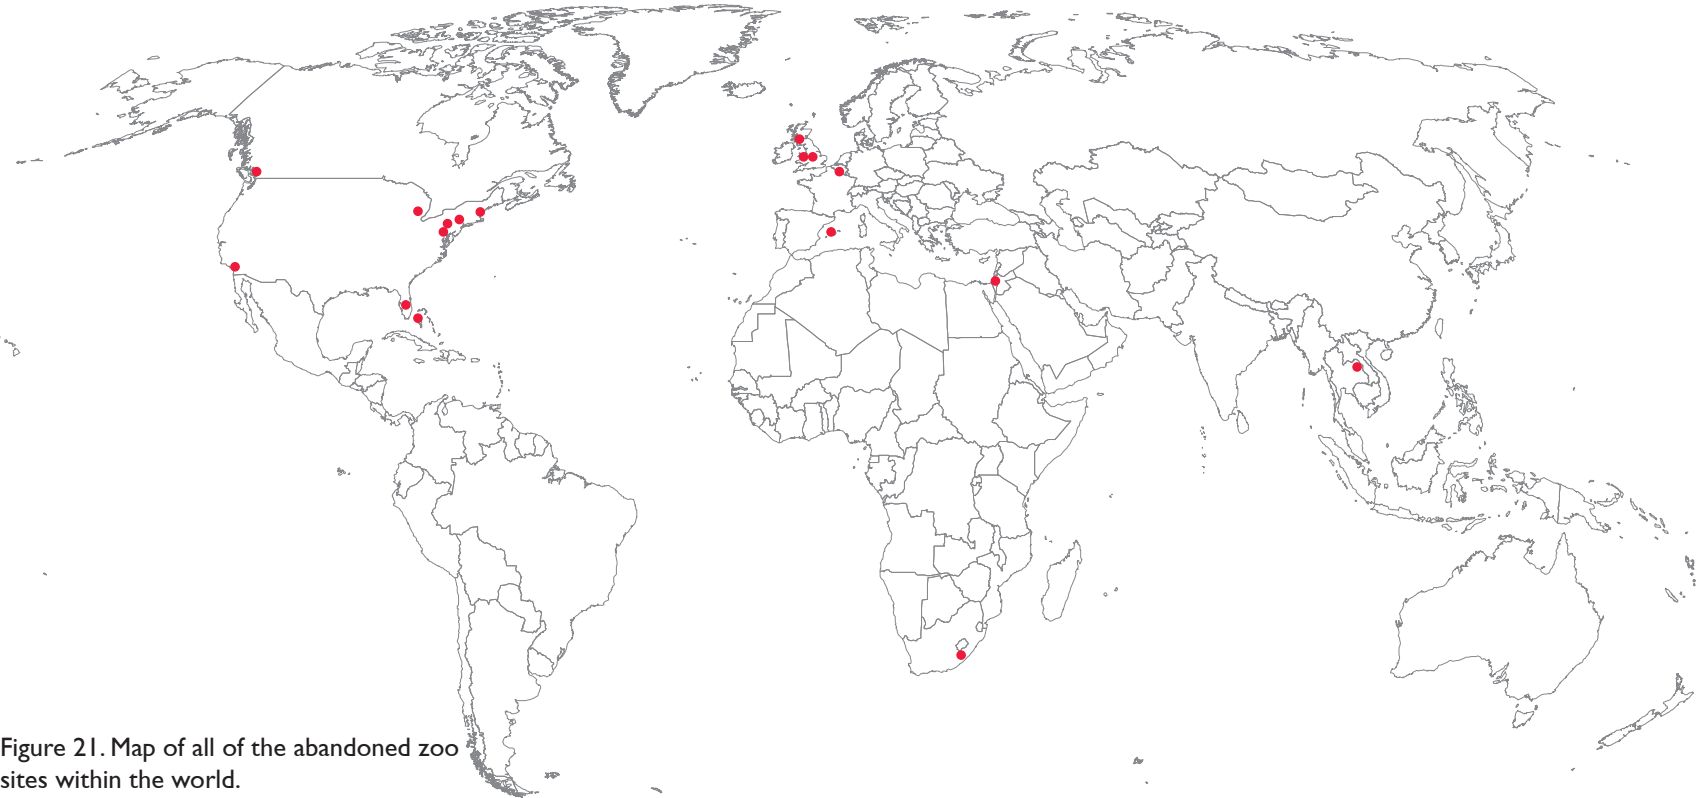 Figure 21. Map of all of the abandoned zoo
sites within the world.